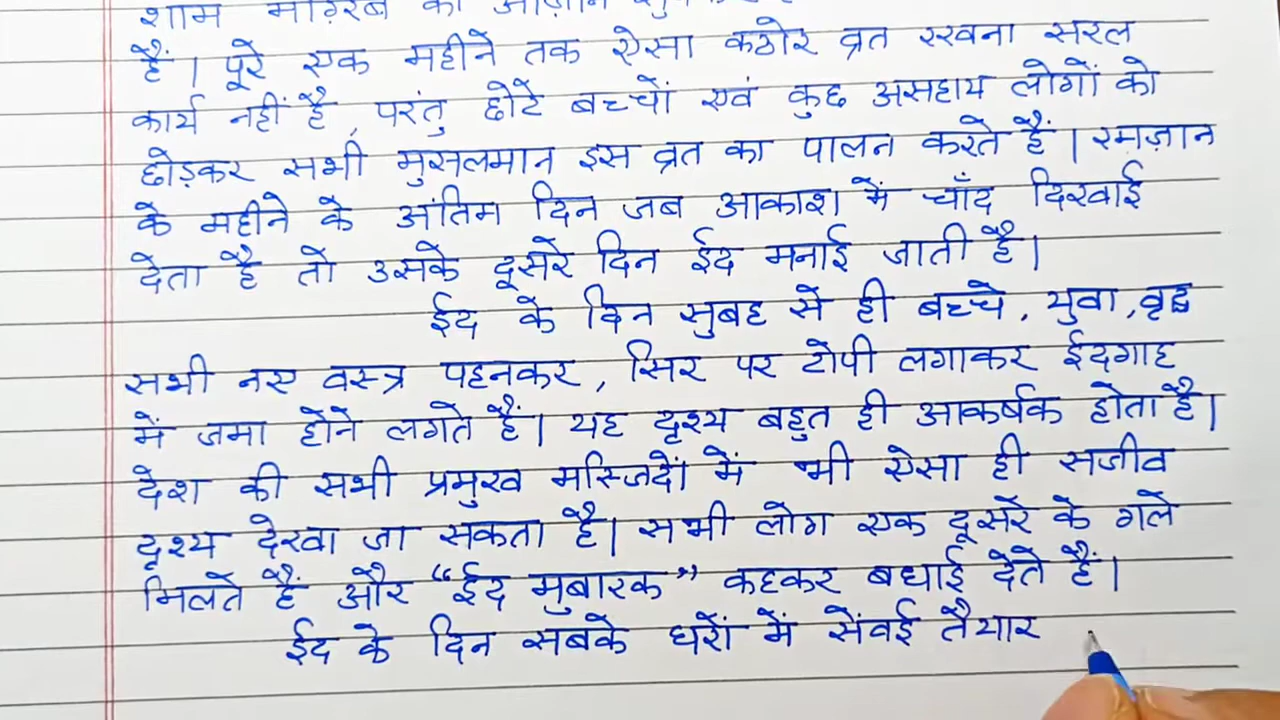 शाम
हैं। पूरे एक महीने तक ऐसा कठोर व्रत रखना सरल
कार्य नहीं है, परंतु छोटे बच्चों एवं कुछ असहाय लोगों को
छोड़कर सभी मुसलमान इस व्रत का पालन करते हैं। रमज़ान
के महीने के अंतिम दिन जब आकाश में चाँद दिखाई
देता है तो उसके दूसरे दिन ईद मनाई जाती है।
ईद के दिन सुबह से ही बच्चे, युवा, वृद्ध
सभी नए वस्त्र पहनकर, सिर पर टोपी लगाकर ईदगाह
में जमा होने लगते हैं। यह दृश्य बहुत ही आकर्षक होता है।
देश की सभी प्रमुख मस्जिदों में भी ऐसा ही सजीव
दृश्य देखा जा सकता है। सभी लोग एक दूसरे के गले
मिलते हैं और “ईद मुबारक” कहकर बधाई देते हैं।
ईद के दिन सबके घरों में सेंवई तैयार